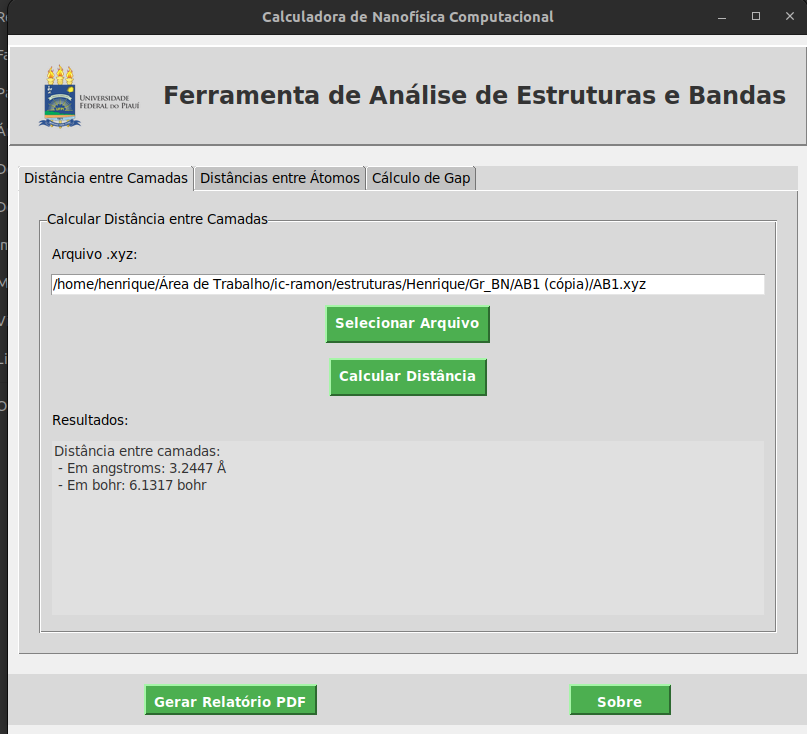 Calculadora de Nanofísica Computacional
UNIVERSIDADE
FEDERAL DO PIAUÍ
Ferramenta de Análise de Estruturas e Bandas
Distância entre Camadas
Distâncias entre Átomos
Cálculo de Gap
Calcular Distância entre Camadas
Arquivo .xyz:
/home/henrique/Área de Trabalho/ic-ramon/estruturas/Henrique/Gr_BN/AB1 (cópia)/AB1.xyz
Selecionar Arquivo
Calcular Distância
Resultados:
Distância entre camadas:
- Em angstroms: 3.2447 Å
- Em bohr: 6.1317 bohr
Gerar Relatório PDF
Sobre